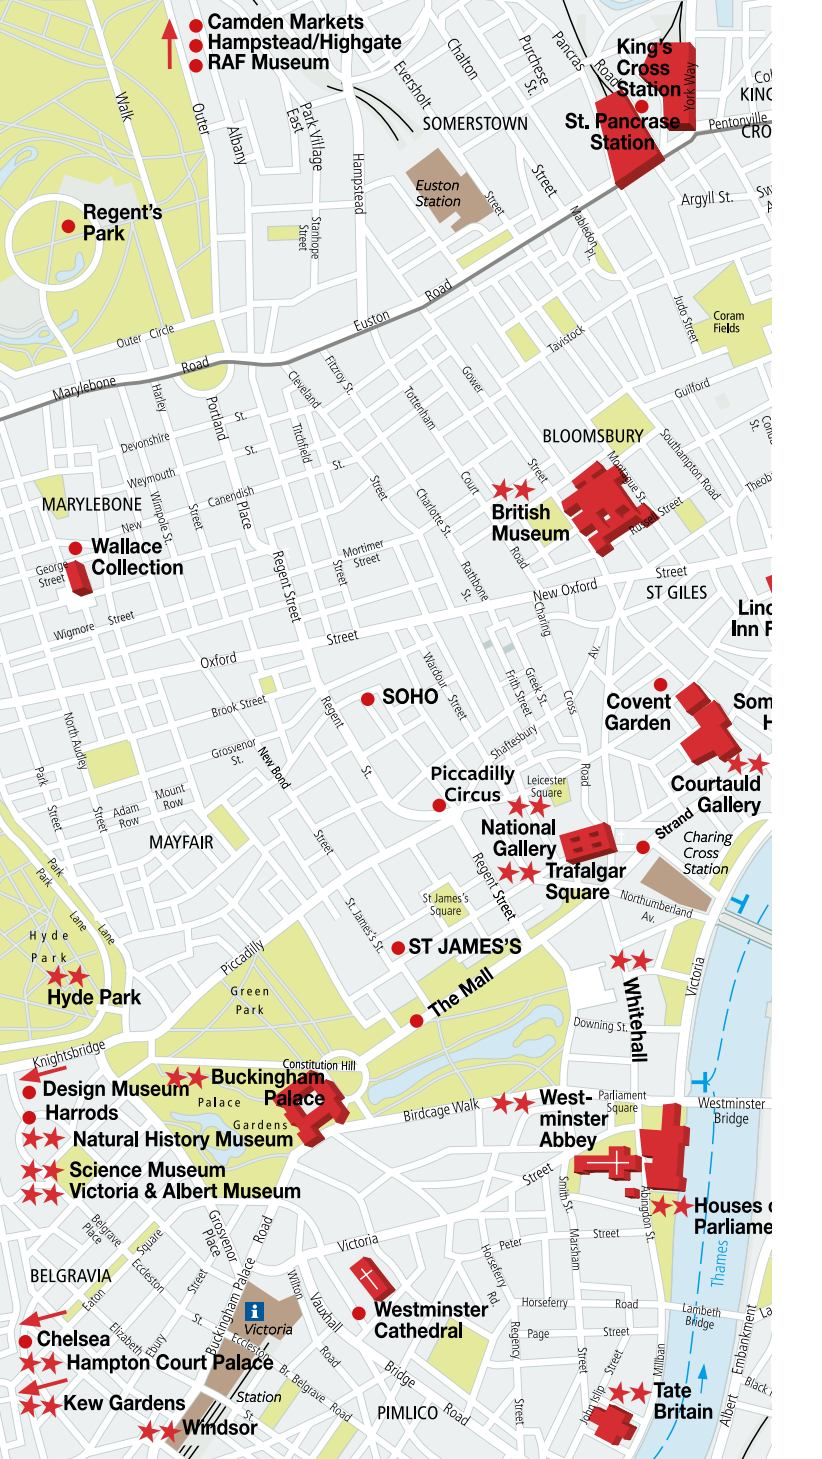 Camden Markets
Hampstead/Highgate
RAF Museum
King's
Cross
Station
York Way
Pentonville
St. Pancrase
Station
Pancras
Road
Purchese
St.
Chalton
Street
Eversholt
Street
SOMERSTOWN
Euston
Station
Argyll St.
Mabledon
Pl.
Walk
Outer
Albany
Park Village
East
Hampstead
Stanhope
Street
Regent's
Park
Outer Circle
Marylebone
Road
Euston
Road
Judo Street
Coram
Fields
Tavistock
Guilford
Gower
Street
Tottenham
Court
Road
Fitzroy St.
Cleveland
Street
Titchfield
Street
Harley
Street
Portland
Place
Devonshire
St.
Weymouth
St.
New
Cavendish
St.
Wimpole St.
MARYLEBONE
BLOOMSBURY
Southampton Road
Montague St.
Russel Street
British
Museum
Charlotte St.
Rathbone
St.
Mortimer
Street
Wallace
Collection
George
Street
Wigmore Street
Regent Street
New Oxford
Street
ST GILES
Oxford
Street
Charing
Cross
Road
Av.
Shaftesbury
Greek St.
Frith Street
Wardour
Street
SOHO
Covent
Garden
Courtauld
Gallery
Brook Street
Regent
St.
Grosvenor
St.
New Bond
Street
North Audley
Street
Park
Street
Mount
Row
Adam
Row
MAYFAIR
Piccadilly
Circus
Leicester
Square
National
Gallery
Trafalgar
Square
Strand
Charing
Cross
Station
Northumberland
Av.
Regent Street
St James's
Square
St. James's St.
ST JAMES'S
Piccadilly
Park
Lane
Park
Lane
Hyde
Park
Hyde Park
Green
Park
The Mall
Whitehall
Victoria
Downing St.
Knightsbridge
Constitution Hill
Design Museum
Harrods
Natural History Museum
Science Museum
Victoria & Albert Museum
Buckingham
Palace
Palace
Gardens
Birdcage Walk
West-
minster
Abbey
Parliament
Square
Westminster
Bridge
Abingdon St.
Thames
Victoria
Street
Smith St.
Marsham
Street
Peter
Street
Horseferry
Rd.
Horseferry
Road
Regency
Street
Page
Street
Lambeth
Bridge
Millban
Albert
Embankment
John Islip
Street
Tate
Britain
Westminster
Cathedral
Belgrave
Place
Grosvenor
Place
Buckingham Palace
Road
BELGRAVIA
Eaton
Square
Eccleston
Street
Elizabeth
St.
Ebury
i
Victoria
Station
Wilton
Vauxhall
Bridge
Road
Eccleston
Br.
Belgrave
Road
St.
Road
PIMLICO
Chelsea
Hampton Court Palace
Kew Gardens
Windsor